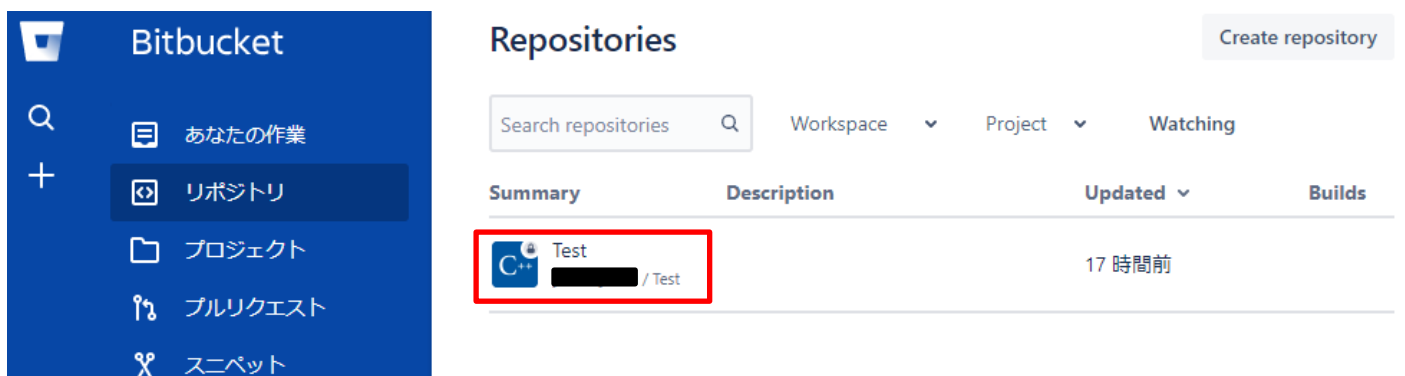 Bitbucket
あなたの作業
リポジトリ
プロジェクト
プルリクエスト
スニペット
Repositories
Create repository
Search repositories
Workspace
Project
Watching
Summary Description Updated Builds
C++
Test
/ Test
17 時間前